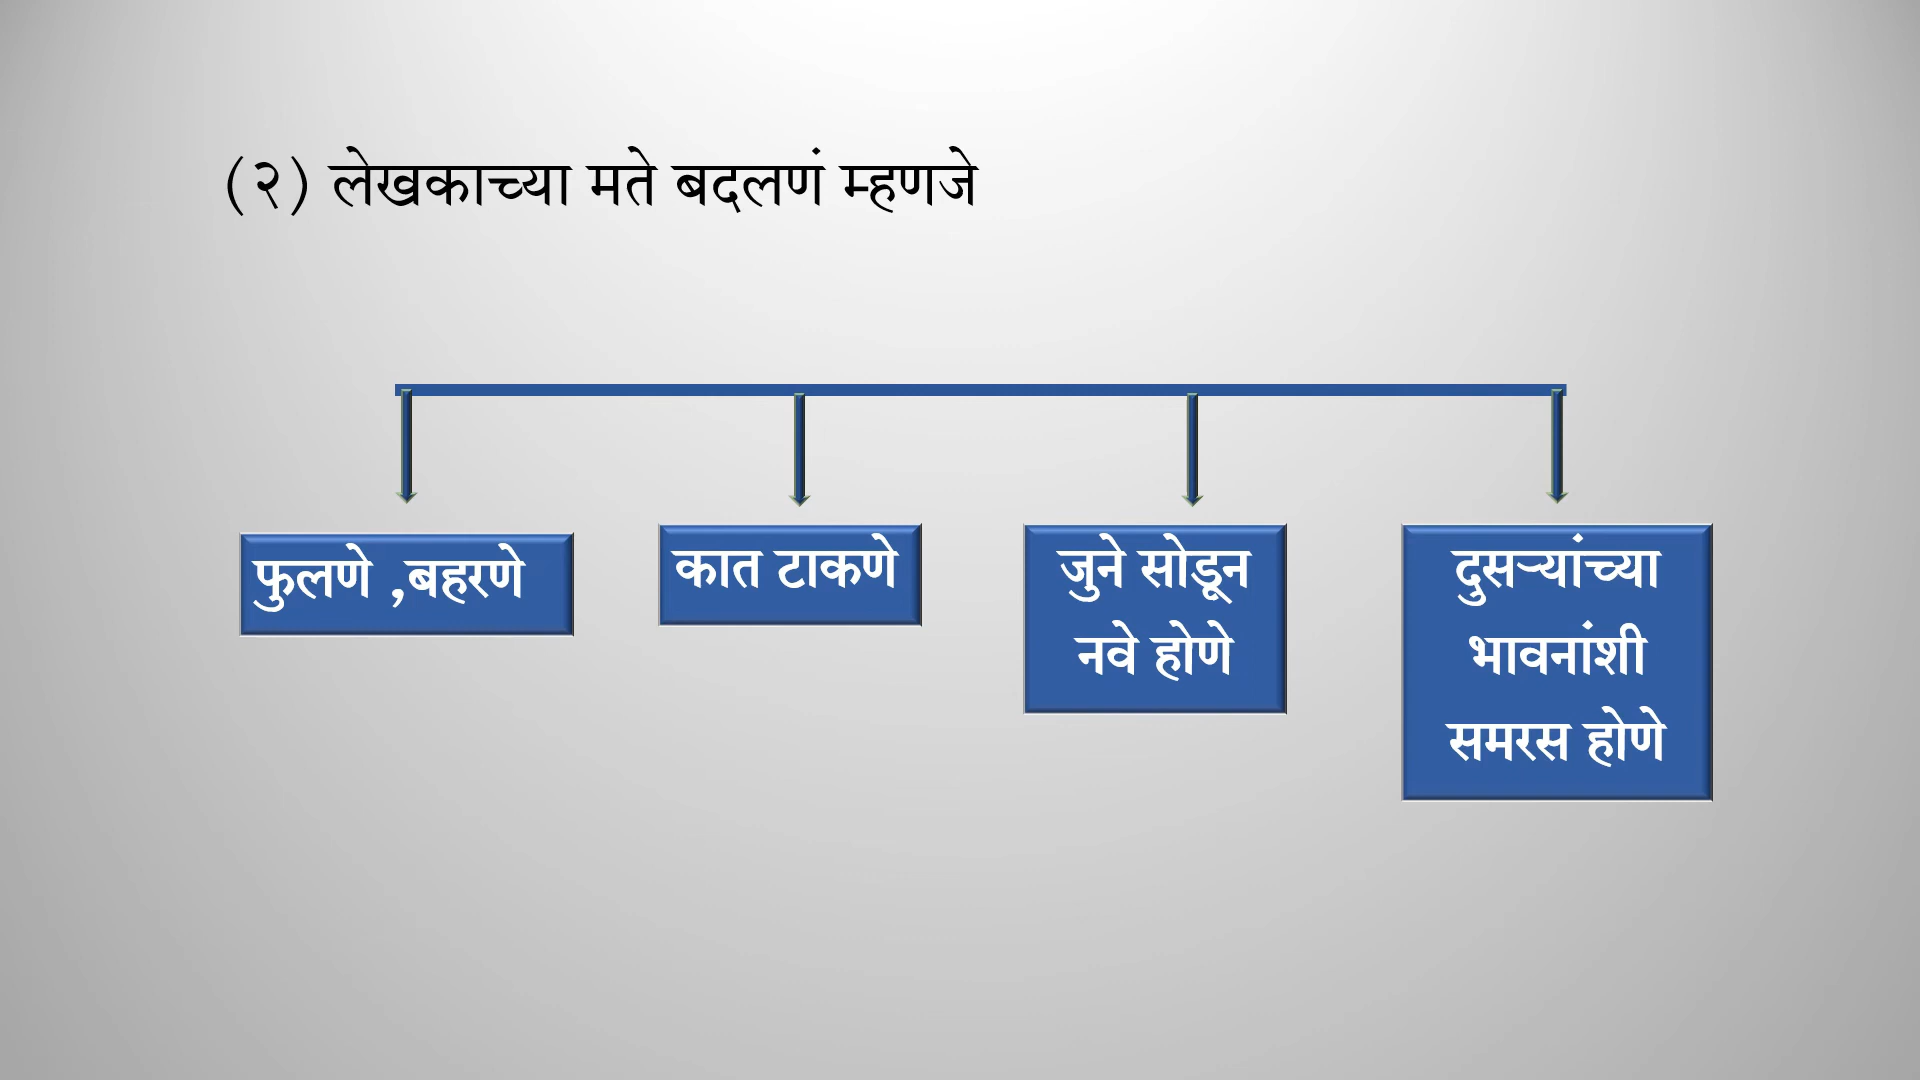 (२) लेखकाच्या मते बदलणं म्हणजे
फुलणे ,बहरणे
कात टाकणे
जुने सोडून
नवे होणे
दुसऱ्यांच्या
भावनांशी
समरस होणे